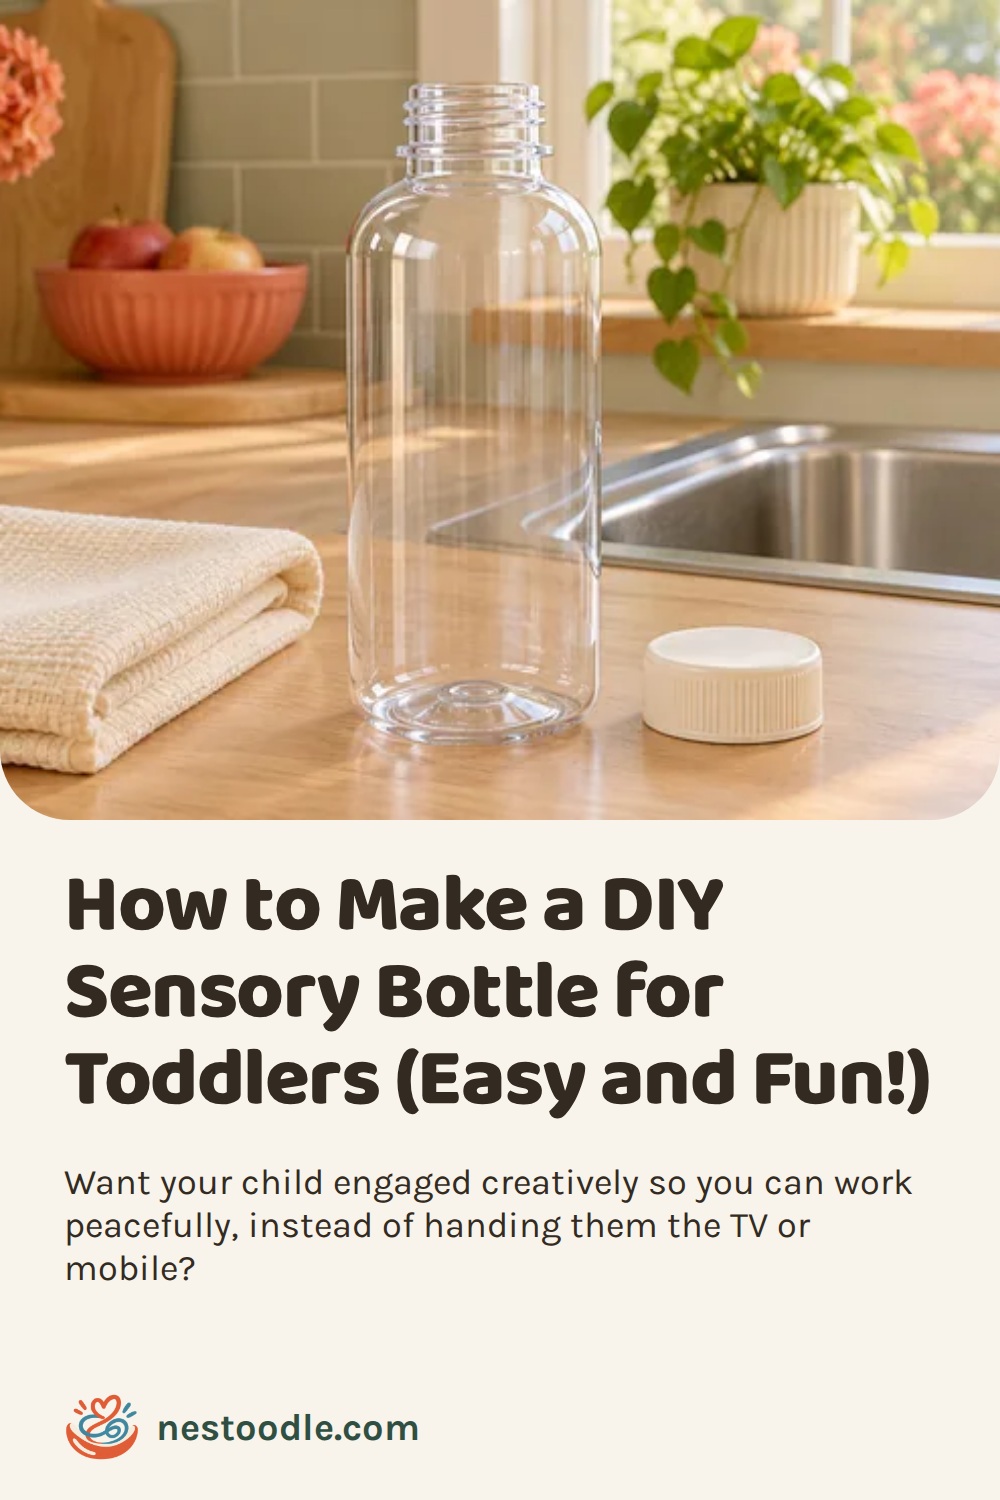 How to Make a DIY
Sensory Bottle for
Toddlers (Easy and Fun!)
Want your child engaged creatively so you can work
peacefully, instead of handing them the TV or
mobile?
nestoodle.com